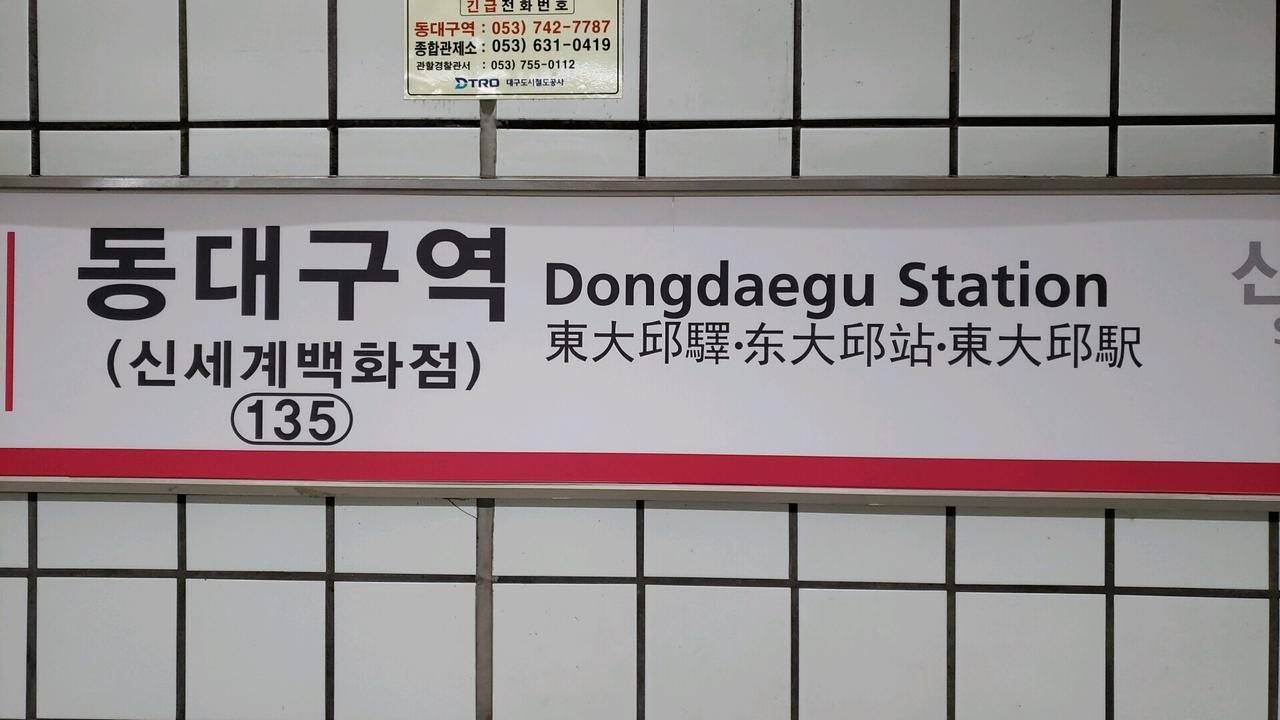 긴급전화번호
동대구역 : 053) 742-7787
종합관제소 : 053) 631-0419
관할경찰관서 : 053) 755-0112
DTRO 대구도시철도공사
동대구역 Dongdaegu Station
東大邱驛·东大邱站·東大邱駅
(신세계백화점)
135